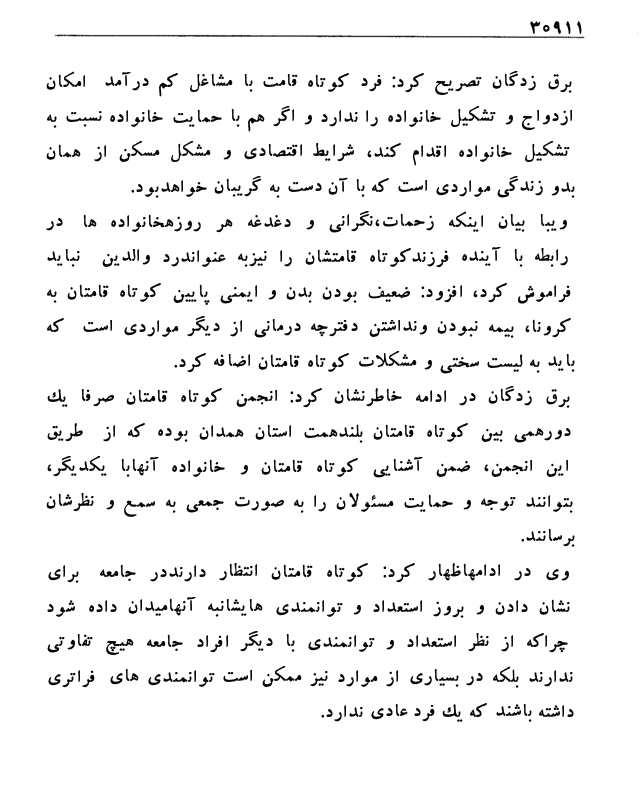 ۳۰۹۱۱
برق زدگان تصریح کرد: فرد کوتاه قامت با مشاغل کم درآمد امکان
ازدواج و تشکیل خانواده را ندارد و اگر هم با حمایت خانواده نسبت به
تشکیل خانواده اقدام کند، شرایط اقتصادی و مشکل مسکن از همان
بدو زندگی مواردی است که با آن دست به گریبان خواهدبود.
ویبا بیان اینکه زحمات،نگرانی و دغدغه هر روزهخانواده ها در
رابطه با آینده فرزندکوتاه قامتشان را نیزبه عنواندرد والدین نباید
فراموش کرد، افزود: ضعیف بودن بدن و ایمنی پایین کوتاه قامتان به
کرونا، بیمه نبودن ونداشتن دفترچه درمانی از دیگر مواردی است که
باید به لیست سختی و مشکلات کوتاه قامتان اضافه کرد.
برق زدگان در ادامه خاطرنشان کرد: انجمن کوتاه قامتان صرفا یك
دورهمی بین کوتاه قامتان بلندهمت استان همدان بوده که از طریق
این انجمن، ضمن آشنایی کوتاه قامتان و خانواده آنهابا یکدیگر،
بتوانند توجه و حمایت مسئولان را به صورت جمعی به سمع و نظرشان
برسانند.
وی در ادامهاظهار کرد: کوتاه قامتان انتظار دارنددر جامعه برای
نشان دادن و بروز استعداد و توانمندی هایشانبه آنهامیدان داده شود
چراکه از نظر استعداد و توانمندی با دیگر افراد جامعه هیچ تفاوتی
ندارند بلکه در بسیاری از موارد نیز ممکن است توانمندی های فراتری
داشته باشند که یك فرد عادی ندارد.